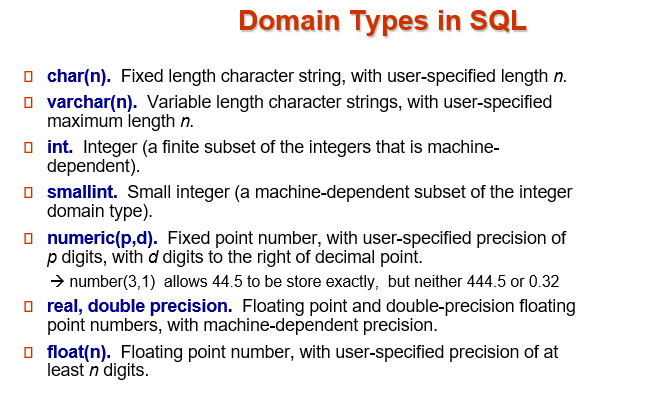 Domain Types in SQL
char(n). Fixed length character string, with user-specified length n.
varchar(n). Variable length character strings, with user-specified
maximum length n.
int. Integer (a finite subset of the integers that is machine-
dependent).
smallint. Small integer (a machine-dependent subset of the integer
domain type).
numeric(p,d). Fixed point number, with user-specified precision of
p digits, with d digits to the right of decimal point.
→ number(3,1) allows 44.5 to be store exactly, but neither 444.5 or 0.32
real, double precision. Floating point and double-precision floating
point numbers, with machine-dependent precision.
float(n). Floating point number, with user-specified precision of at
least n digits.